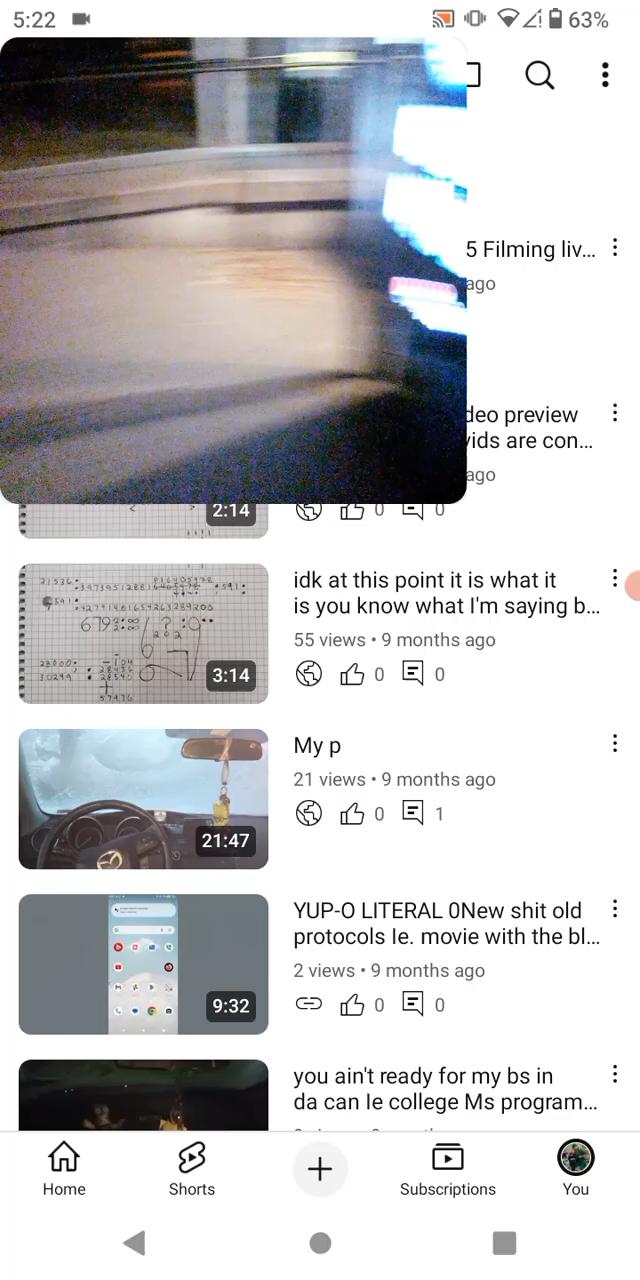 5:22
63%
5 Filming liv...
ago
deo preview
vids are con...
ago
2:14
0
0
idk at this point it is what it
is you know what I'm saying b...
55 views • 9 months ago
3:14
0
0
My p
21 views • 9 months ago
21:47
0
1
YUP-O LITERAL 0New shit old
protocols Ie. movie with the bl...
2 views • 9 months ago
9:32
0
0
you ain't ready for my bs in
da can Ie college Ms program...
Home
Shorts
Subscriptions
You